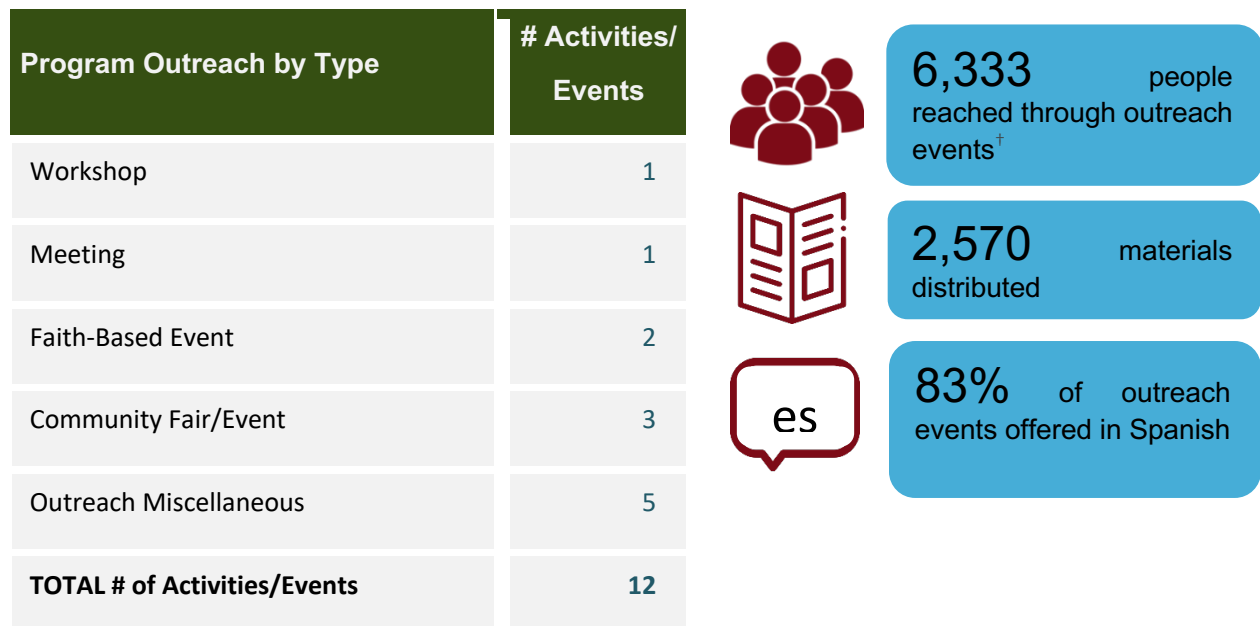 Program Outreach by Type
# Activities/
Events
Workshop 1
Meeting 1
Faith-Based Event 2
Community Fair/Event 3
Outreach Miscellaneous 5
TOTAL # of Activities/Events 12
6,333 people
reached through outreach
events†
2,570 materials
distributed
es
83% of outreach
events offered in Spanish